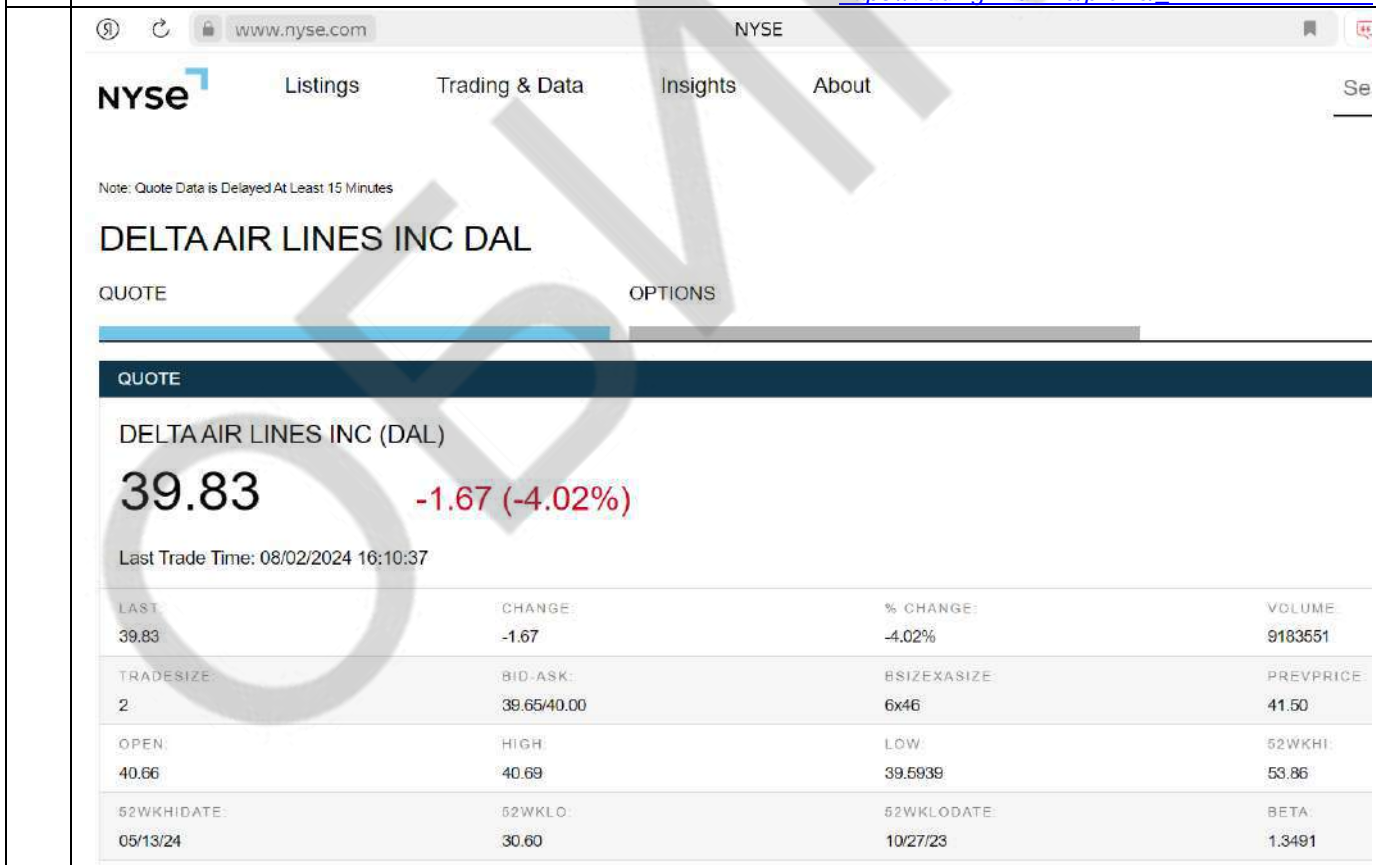 www.nyse.com NYSE
NYSE Listings Trading & Data Insights About Se
Note: Quote Data is Delayed At Least 15 Minutes
DELTA AIR LINES INC DAL
QUOTE OPTIONS
QUOTE
DELTA AIR LINES INC (DAL)
39.83 -1.67 (-4.02%)
Last Trade Time: 08/02/2024 16:10:37
LAST: CHANGE: % CHANGE: VOLUME:
39.83 -1.67 -4.02% 9183551
TRADESIZE: BID-ASK: BSIZEXASIZE: PREVPRICE:
2 39.65/40.00 6x46 41.50
OPEN: HIGH: LOW: 52WKHI:
40.66 40.69 39.5939 53.86
52WKHIDATE: 52WKLO: 52WKLODATE: BETA:
05/13/24 30.60 10/27/23 1.3491